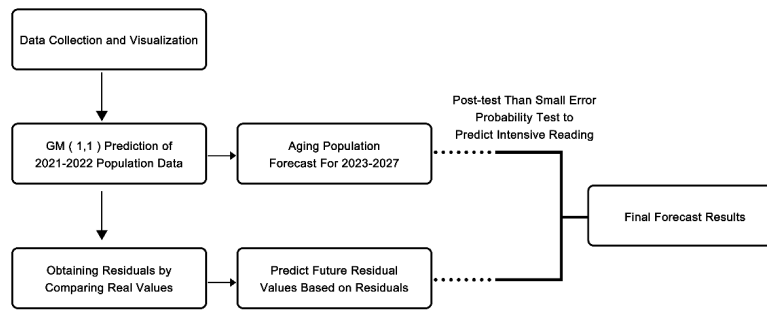 Data Collection and Visualization
Post-test Than Small Error
Probability Test to
Predict Intensive Reading
GM ( 1,1 ) Prediction of
2021-2022 Population Data
Aging Population
Forecast For 2023-2027
Final Forecast Results
Obtaining Residuals by
Comparing Real Values
Predict Future Residual
Values Based on Residuals